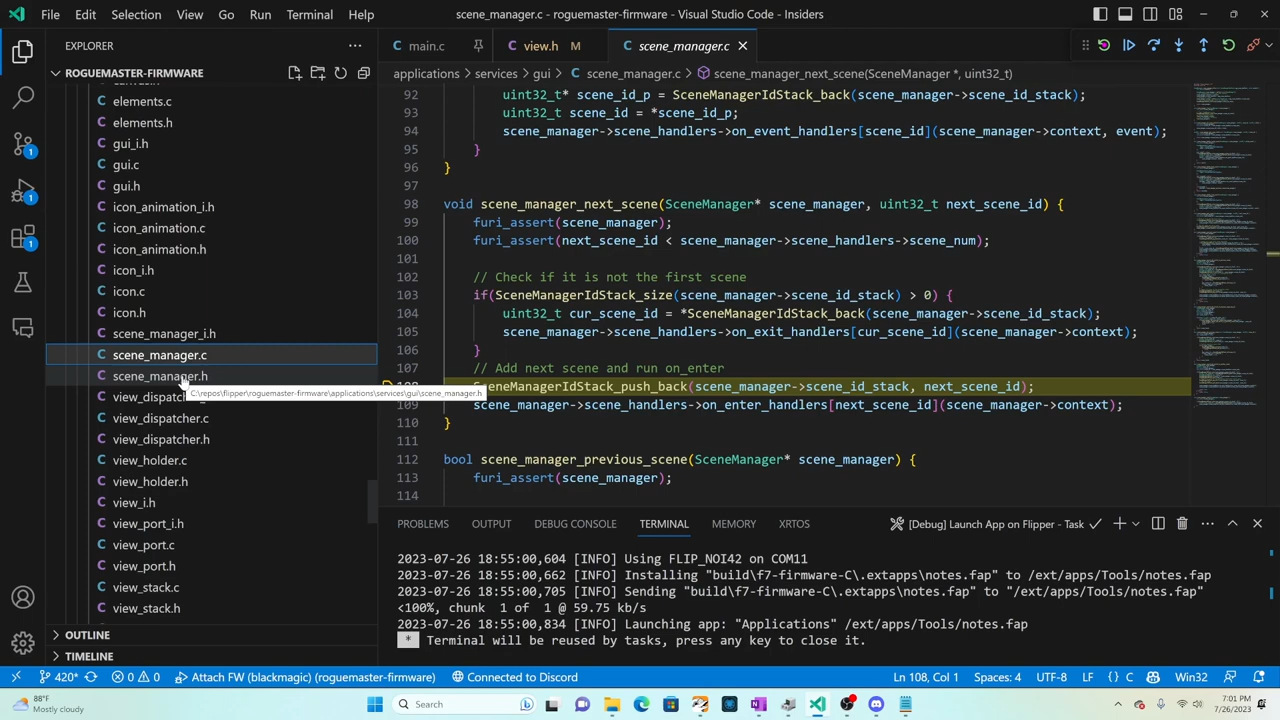 File Edit Selection View Go Run Terminal Help
scene_manager.c - roguemaster-firmware - Visual Studio Code - Insiders
EXPLORER
ROGUEMASTER-FIRMWARE
elements.c
elements.h
gui_i.h
gui.c
gui.h
icon_animation_i.h
icon_animation.c
icon_animation.h
icon_i.h
icon.c
icon.h
scene_manager_i.h
scene_manager.c
scene_manager.h
C:\repos\flipper\roguemaster-firmware\applications\services\gui\scene_manager.h
view_dispatcher.c
view_dispatcher.h
view_holder.c
view_holder.h
view_i.h
view_port_i.h
view_port.c
view_port.h
view_stack.c
view_stack.h
OUTLINE
TIMELINE
main.c
view.h M
scene_manager.c
applications > services > gui > C scene_manager.c > scene_manager_next_scene(SceneManager *, uint32_t)
92 uint32_t* scene_id_p = SceneManagerIdStack_back(scene_manager->scene_id_stack);
93 scene_id = *scene_id_p;
94 on_event_handlers[scene_id](scene_manager->context, event);
95
96 }
97
98 void scene_manager_next_scene(SceneManager* scene_manager, uint32_t next_scene_id) {
99
100 furi_assert(next_scene_id < scene_manager->scene_handlers->scene_num);
101
102 // if it is not the first scene
103 (scene_manager->scene_id_stack)
104 (scene_manager->scene_id_stack);
105 scene_manager->scene_handlers->on_exit_handlers[cur_scene_id](scene_manager->context);
106 }
107 and run on_enter
108 SceneManagerIdStack_push_back(scene_manager->scene_id_stack, next_scene_id);
109 scene_manager->scene_handlers->on_enter_handlers[next_scene_id](scene_manager->context);
110 }
111
112 bool scene_manager_previous_scene(SceneManager* scene_manager) {
113 furi_assert(scene_manager);
114
PROBLEMS OUTPUT DEBUG CONSOLE TERMINAL MEMORY XRTOS
[Debug] Launch App on Flipper - Task
2023-07-26 18:55:00,604 [INFO] Using FLIP_NOI42 on COM11
2023-07-26 18:55:00,662 [INFO] Installing "build\f7-firmware-C\.extapps\notes.fap" to /ext/apps/Tools/notes.fap
2023-07-26 18:55:00,705 [INFO] Sending "build\f7-firmware-C\.extapps\notes.fap" to "/ext/apps/Tools/notes.fap"
<100%, chunk 1 of 1 @ 59.75 kb/s
2023-07-26 18:55:00,834 [INFO] Launching app: "Applications" /ext/apps/Tools/notes.fap
* Terminal will be reused by tasks, press any key to close it.
420* 0 0 Attach FW (blackmagic) (roguemaster-firmware) Connected to Discord
Ln 108, Col 1 Spaces: 4 UTF-8 LF {} C Win32
88°F
Mostly cloudy
Search
7:01 PM
7/26/2023